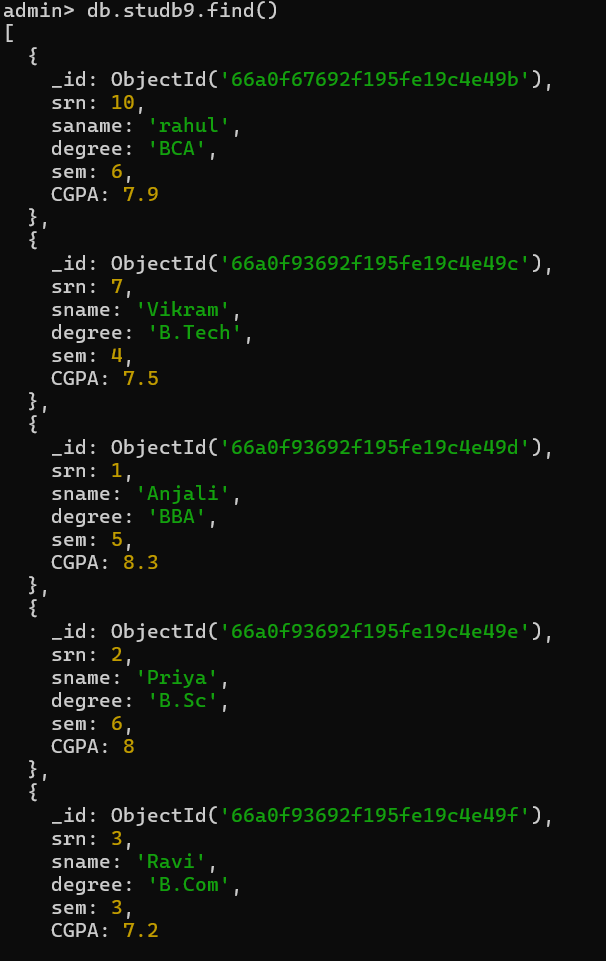 admin> db.studb9.find()
[
  {
    _id: ObjectId('66a0f67692f195fe19c4e49b'),
    srn: 10,
    saname: 'rahul',
    degree: 'BCA',
    sem: 6,
    CGPA: 7.9
  },
  {
    _id: ObjectId('66a0f93692f195fe19c4e49c'),
    srn: 7,
    sname: 'Vikram',
    degree: 'B.Tech',
    sem: 4,
    CGPA: 7.5
  },
  {
    _id: ObjectId('66a0f93692f195fe19c4e49d'),
    srn: 1,
    sname: 'Anjali',
    degree: 'BBA',
    sem: 5,
    CGPA: 8.3
  },
  {
    _id: ObjectId('66a0f93692f195fe19c4e49e'),
    srn: 2,
    sname: 'Priya',
    degree: 'B.Sc',
    sem: 6,
    CGPA: 8
  },
  {
    _id: ObjectId('66a0f93692f195fe19c4e49f'),
    srn: 3,
    sname: 'Ravi',
    degree: 'B.Com',
    sem: 3,
    CGPA: 7.2